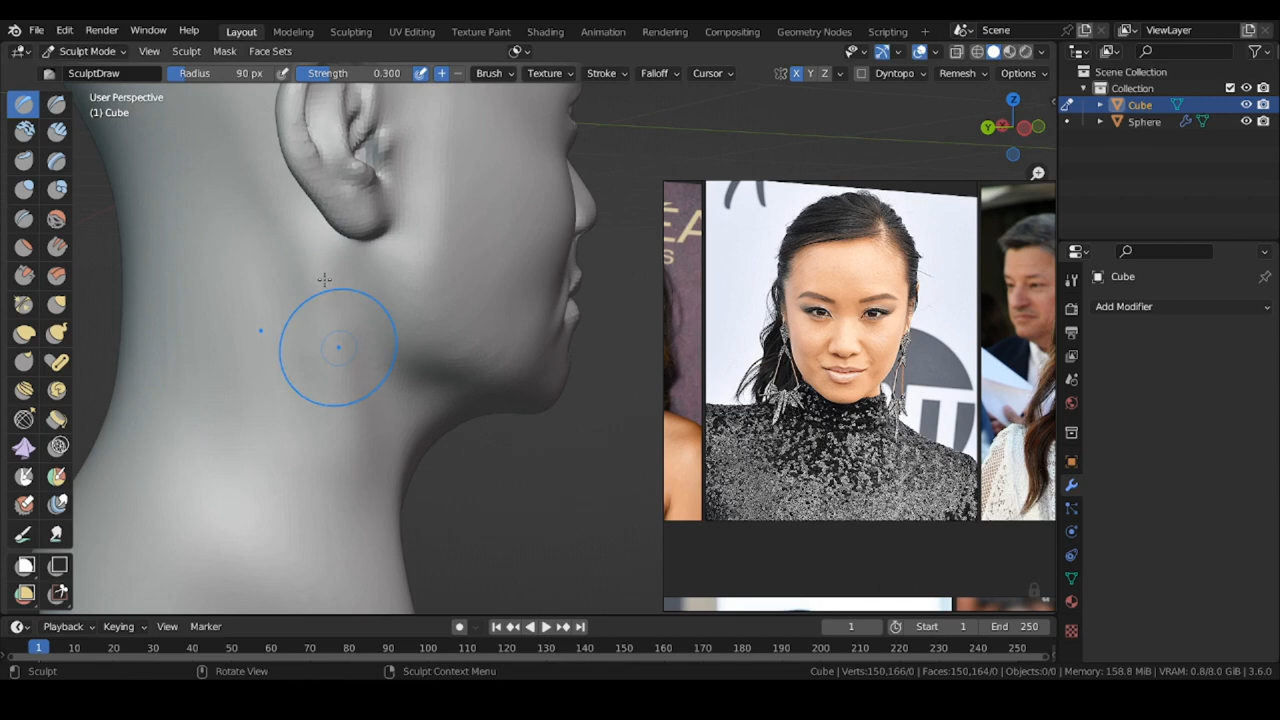 File Edit Render Window Help Layout Modeling Sculpting UV Editing Texture Paint Shading Animation Rendering Compositing Geometry Nodes Scripting + Scene ViewLayer
Sculpt Mode View Sculpt Mask Face Sets
SculptDraw Radius 90 px Strength 0.300 Brush Texture Stroke Falloff Cursor X Y Z Dyntopo Remesh Options
Scene Collection
Collection
Cube
Sphere
User Perspective
(1) Cube
Z
Y
X
Cube
Add Modifier
Playback Keying View Marker 1 Start 1 End 250
1 10 20 30 40 50 60 70 80 90 100 110 120 130 140 150 160 170 180 190 200 210 220 230 240 250
Sculpt Rotate View Sculpt Context Menu Cube | Verts:150,166/0 | Faces:150,164/0 | Objects:0/0 | Memory: 158.8 MiB | VRAM: 0.8/8.0 GiB | 3.6.0